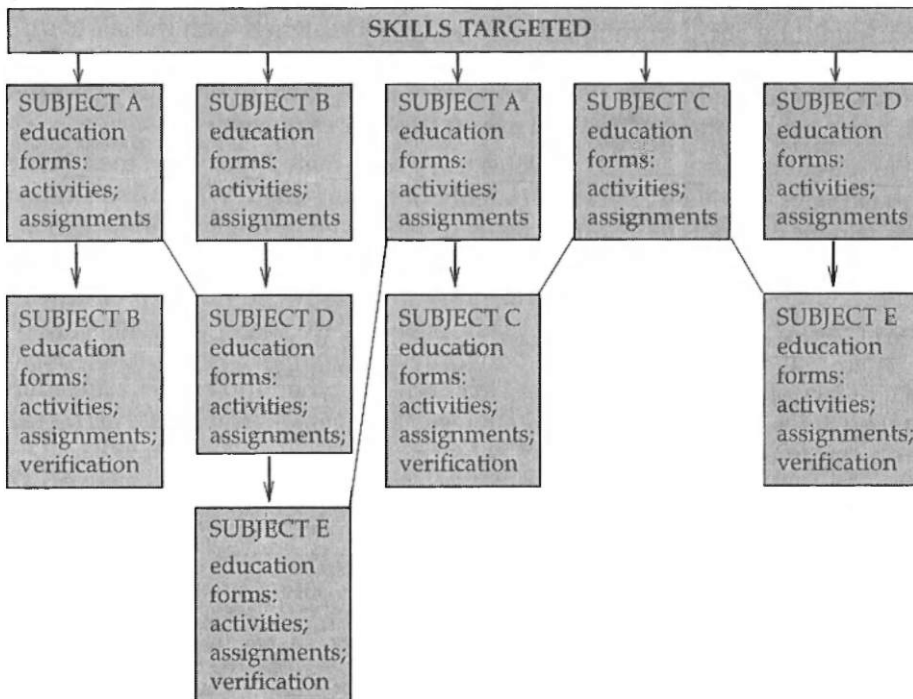 SKILLS TARGETED
SUBJECT A
education
forms:
activities;
assignments
SUBJECT B
education
forms:
activities;
assignments
SUBJECT A
education
forms:
activities;
assignments
SUBJECT C
education
forms:
activities;
assignments
SUBJECT D
education
forms:
activities;
assignments
SUBJECT B
education
forms:
activities;
assignments;
verification
SUBJECT D
education
forms:
activities;
assignments;
SUBJECT C
education
forms:
activities;
assignments;
verification
SUBJECT E
education
forms:
activities;
assignments;
verification
SUBJECT E
education
forms:
activities;
assignments;
verification